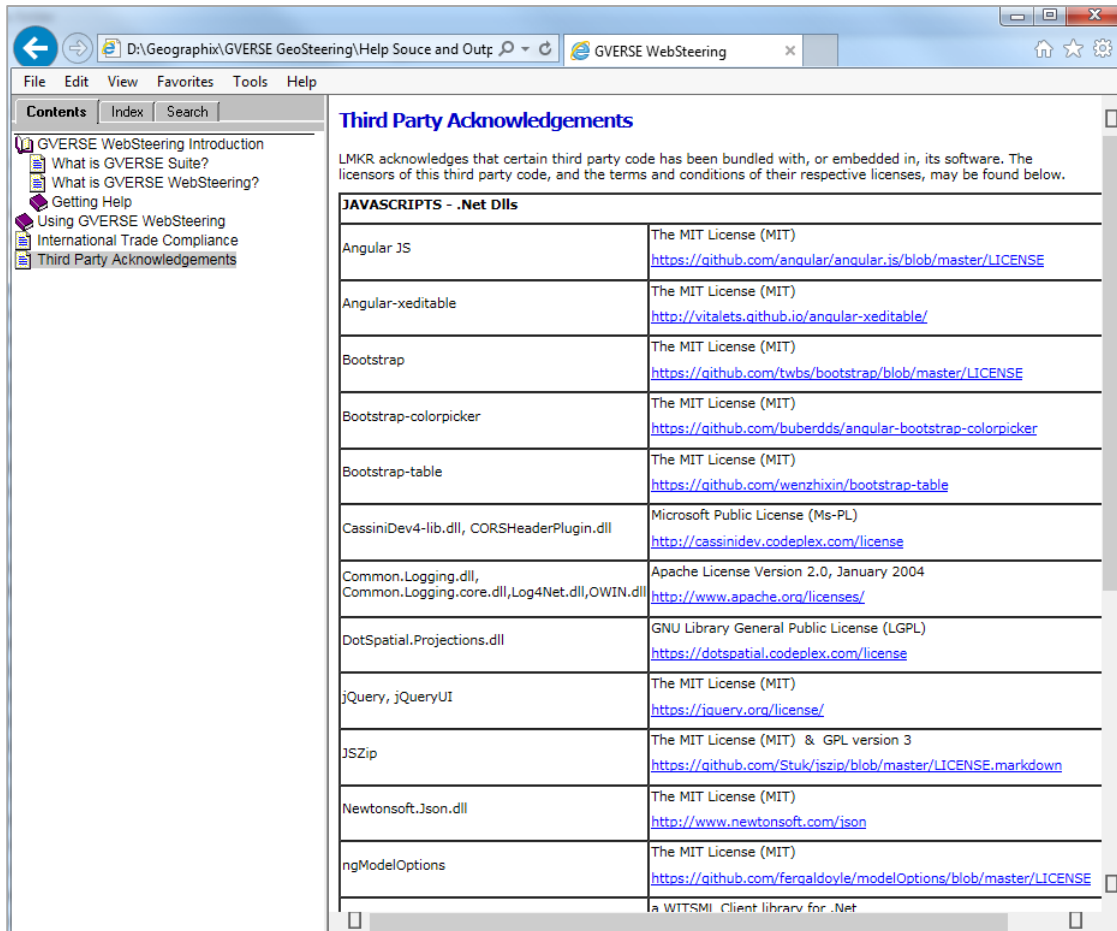 D:\Geographix\GVERSE GeoSteering\Help Souce and Outp
GVERSE WebSteering
File Edit View Favorites Tools Help
Contents Index Search
GVERSE WebSteering Introduction
What is GVERSE Suite?
What is GVERSE WebSteering?
Getting Help
Using GVERSE WebSteering
International Trade Compliance
Third Party Acknowledgements
Third Party Acknowledgements
LMKR acknowledges that certain third party code has been bundled with, or embedded in, its software. The
licensors of this third party code, and the terms and conditions of their respective licenses, may be found below.
JAVASCRIPTS - .Net Dlls
Angular JS
The MIT License (MIT)
https://github.com/angular/angular.js/blob/master/LICENSE
Angular-xeditable
The MIT License (MIT)
http://vitalets.github.io/angular-xeditable/
Bootstrap
The MIT License (MIT)
https://github.com/twbs/bootstrap/blob/master/LICENSE
Bootstrap-colorpicker
The MIT License (MIT)
https://github.com/buberdds/angular-bootstrap-colorpicker
Bootstrap-table
The MIT License (MIT)
https://github.com/wenzhixin/bootstrap-table
CassiniDev4-lib.dll, CORSHeaderPlugin.dll
Microsoft Public License (Ms-PL)
http://cassinidev.codeplex.com/license
Common.Logging.dll,
Common.Logging.core.dll,Log4Net.dll,OWIN.dll
Apache License Version 2.0, January 2004
http://www.apache.org/licenses/
DotSpatial.Projections.dll
GNU Library General Public License (LGPL)
https://dotspatial.codeplex.com/license
jQuery, jQueryUI
The MIT License (MIT)
https://jquery.org/license/
JSZip
The MIT License (MIT) & GPL version 3
https://github.com/Stuk/jszip/blob/master/LICENSE.markdown
Newtonsoft.Json.dll
The MIT License (MIT)
http://www.newtonsoft.com/json
ngModelOptions
The MIT License (MIT)
https://github.com/fergaldoyle/modelOptions/blob/master/LICENSE
a WITSML Client library for .Net